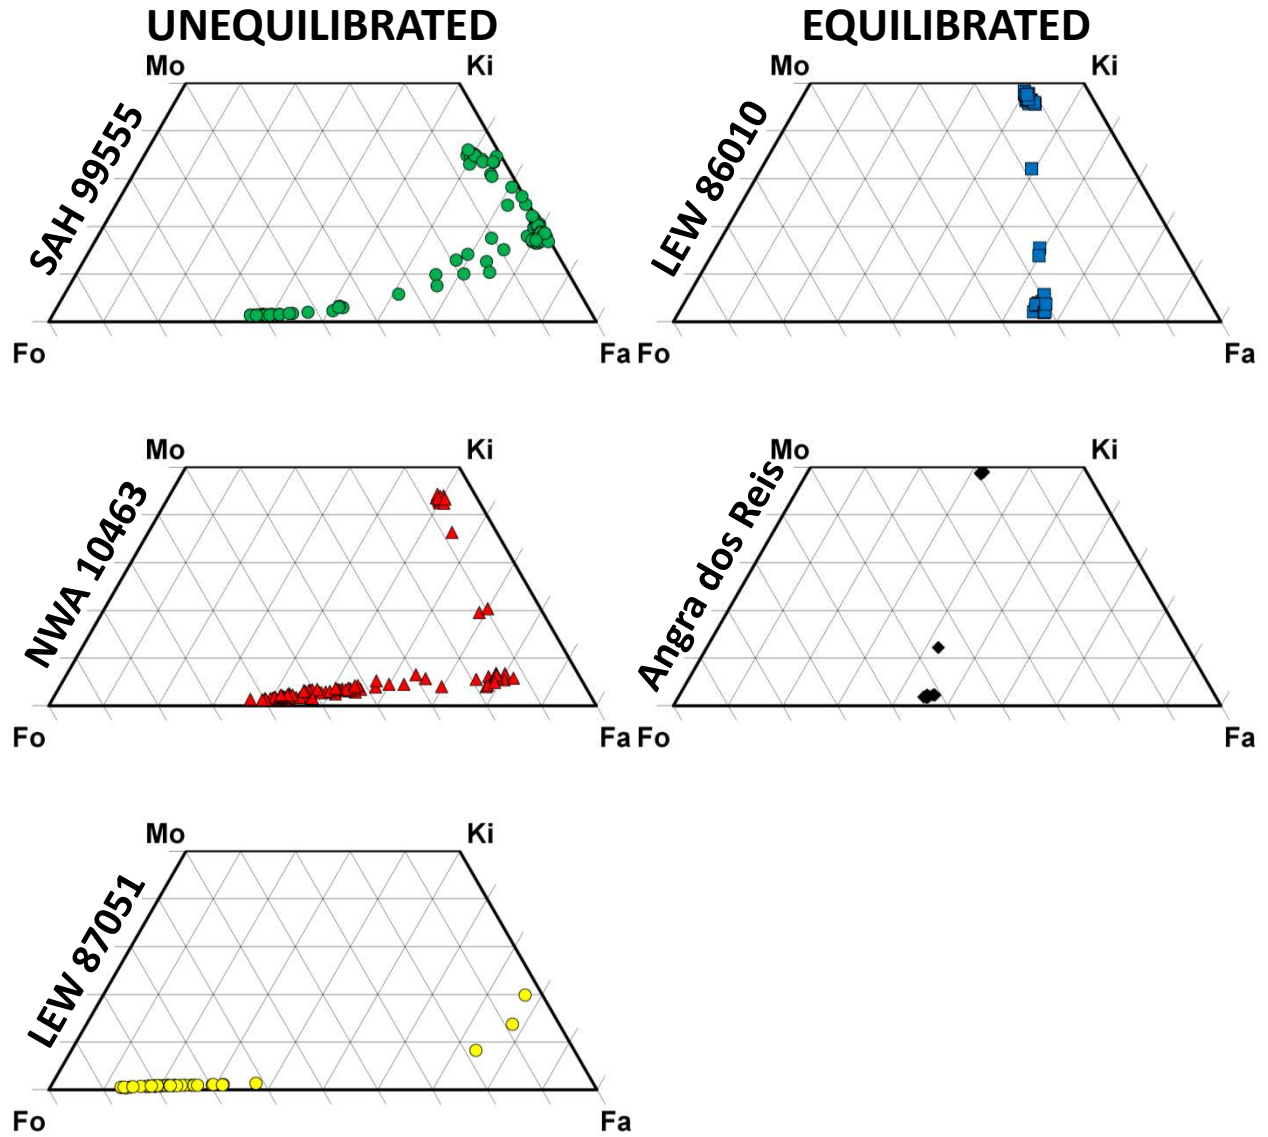 UNEQUILIBRATED
EQUILIBRATED
Mo
Ki
SAH 99555
Fo
Fa
Mo
Ki
LEW 86010
Fo
Fa
Mo
Ki
NWA 10463
Fo
Fa
Mo
Ki
Angra dos Reis
Fo
Fa
Mo
Ki
LEW 87051
Fo
Fa